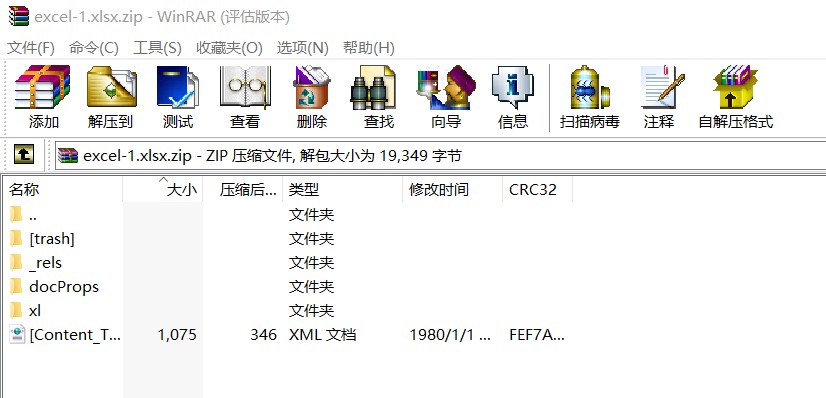 excel-1.xlsx.zip - WinRAR (评估版本)
文件(F) 命令(C) 工具(S) 收藏夹(O) 选项(N) 帮助(H)
添加 解压到 测试 查看 删除 查找 向导 信息 扫描病毒 注释 自解压格式
excel-1.xlsx.zip - ZIP 压缩文件, 解包大小为 19,349 字节
名称 大小 压缩后... 类型 修改时间 CRC32
.. 文件夹
[trash] 文件夹
_rels 文件夹
docProps 文件夹
xl 文件夹
[Content_T... 1,075 346 XML 文档 1980/1/1 ... FEF7A...